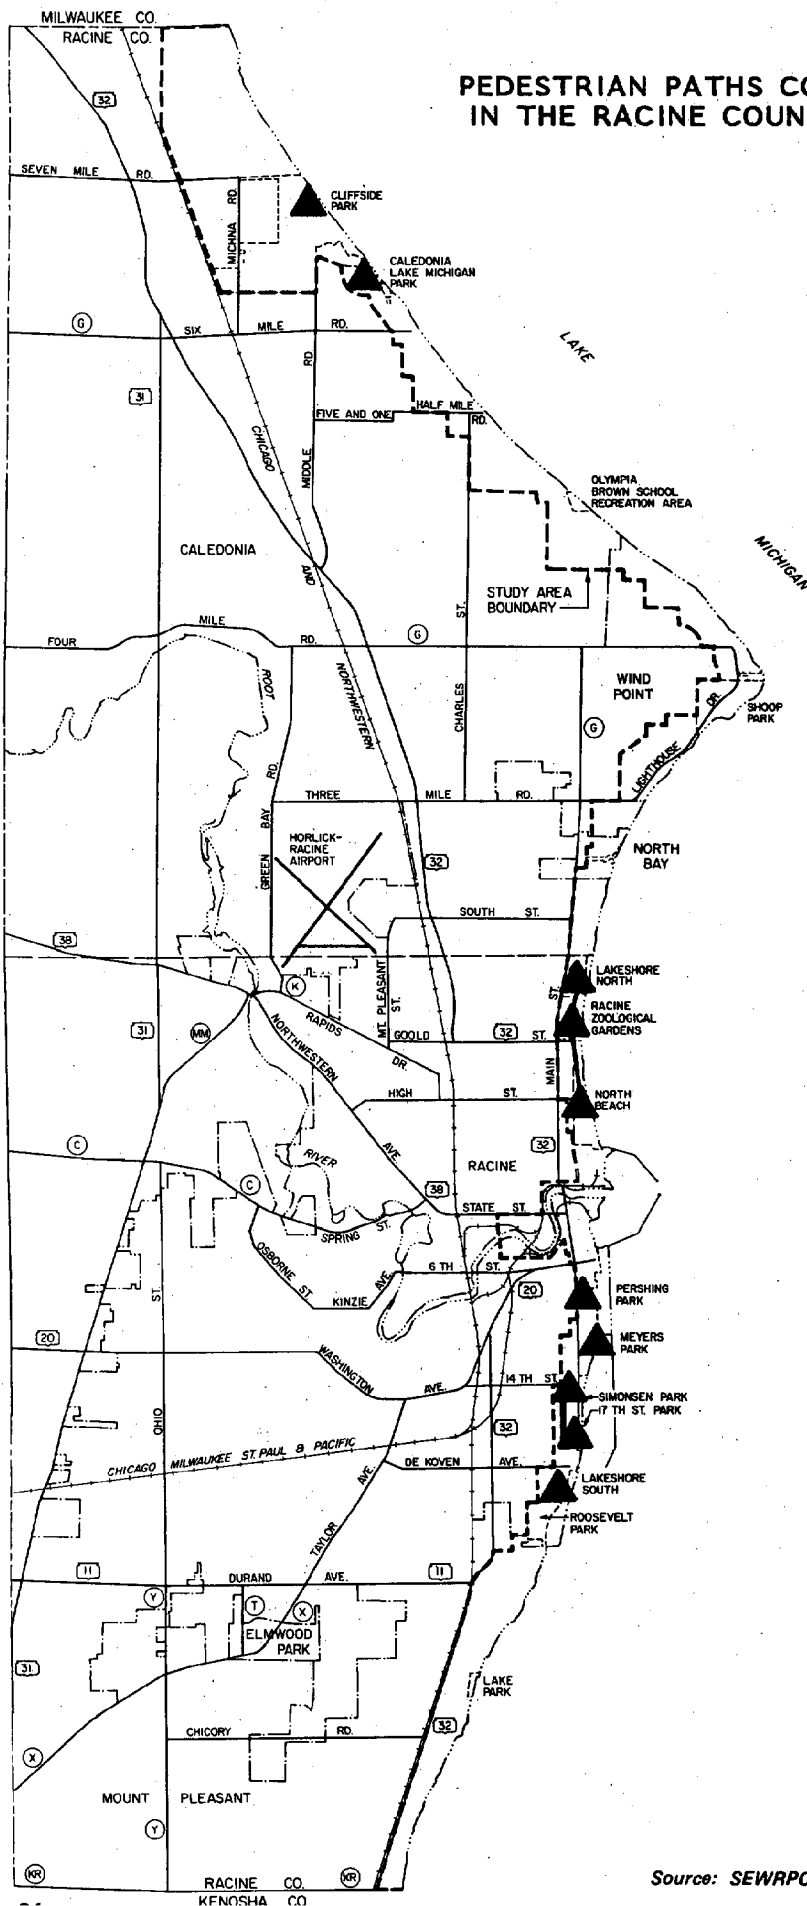 MILWAUKEE CO.
RACINE CO.
PEDESTRIAN PATHS CO
IN THE RACINE COUN
32
SEVEN MILE RD.
MICHNA RD.
CLIFFSIDE
PARK
CALEDONIA
LAKE MICHIGAN
PARK
G
SIX MILE RD.
LAKE
31
MIDDLE RD
FIVE AND ONE HALF MILE RD.
CHICAGO AND NORTHWESTERN
OLYMPIA
BROWN SCHOOL
RECREATION AREA
MICHIGAN
CALEDONIA
STUDY AREA
BOUNDARY
FOUR MILE RD.
G
CHARLES ST.
ROOT
WIND
POINT
SHOOP
PARK
G
LIGHTHOUSE DR.
THREE MILE RD.
GREEN BAY RD.
HORLICK-
RACINE
AIRPORT
32
NORTH
BAY
SOUTH ST.
38
MT. PLEASANT ST.
LAKESHORE
NORTH
K
RACINE
ZOOLOGICAL
GARDENS
31
MM
RAPIDS DR.
GOOLD ST.
32
MAIN ST.
NORTHWESTERN AVE.
HIGH ST.
NORTH
BEACH
C
RIVER
32
RACINE
C
38
STATE ST.
SPRING ST.
OSBORNE ST
6 TH ST.
KINZIE AVE.
20
PERSHING
PARK
OHIO ST.
20
MEYERS
PARK
WASHINGTON AVE.
14 TH ST.
SIMONSEN PARK
17 TH ST. PARK
32
CHICAGO MILWAUKEE ST. PAUL & PACIFIC
DE KOVEN AVE.
LAKESHORE
SOUTH
TAYLOR AVE.
ROOSEVELT
PARK
11
DURAND AVE.
11
Y
T
X
ELMWOOD
PARK
31
LAKE
PARK
CHICORY RD.
32
X
MOUNT PLEASANT
Y
KR
KR
RACINE CO.
KENOSHA CO
Source: SEWRPC